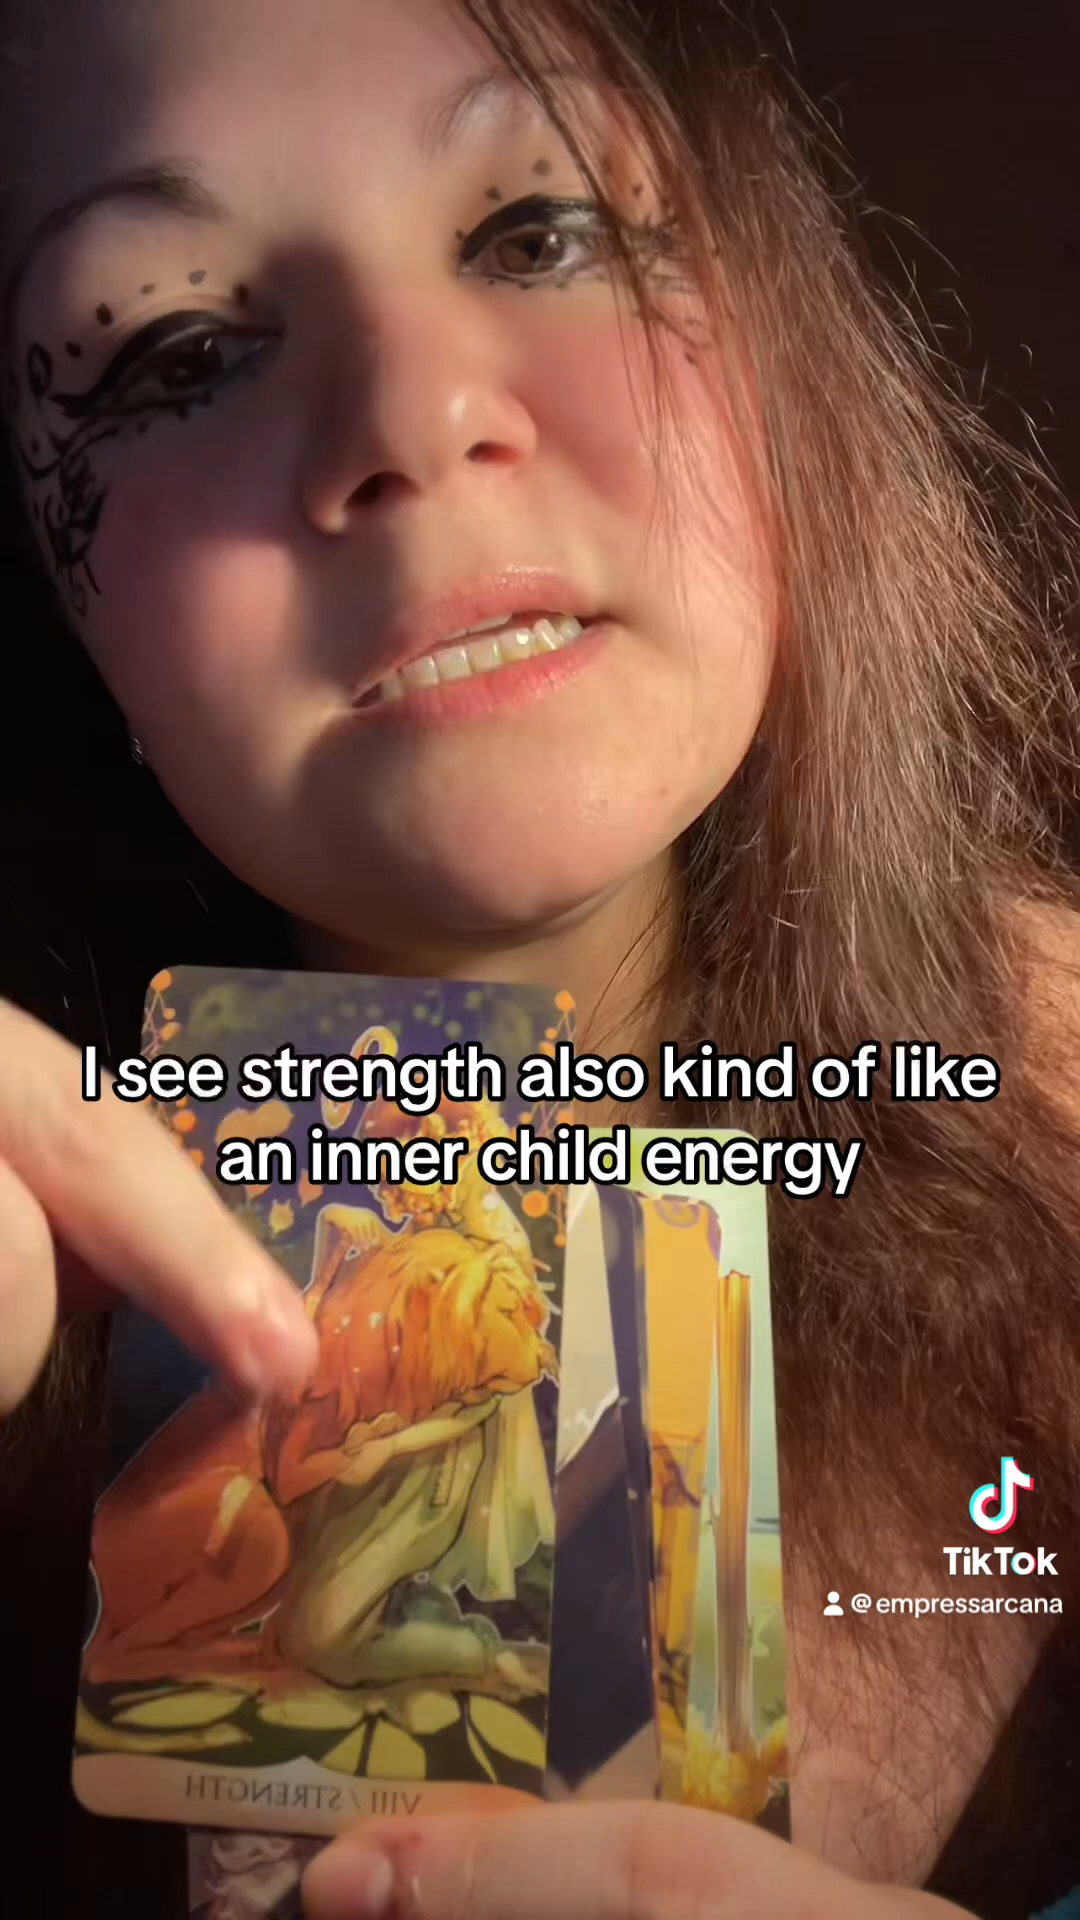 I see strength also kind of like
an inner child energy
TikTok
@empressarcana
VIII / STRENGTH